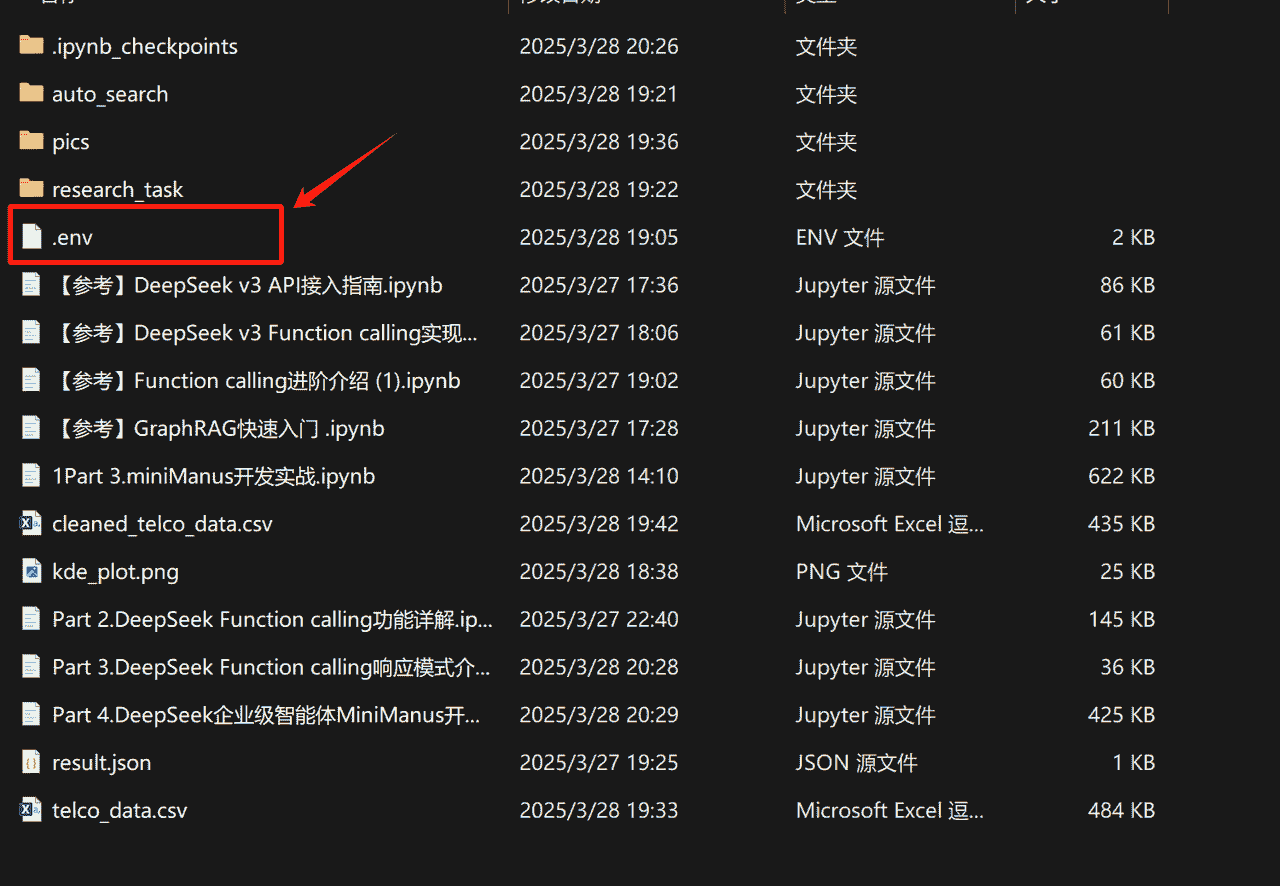 .ipynb_checkpoints 2025/3/28 20:26 文件夹
auto_search 2025/3/28 19:21 文件夹
pics 2025/3/28 19:36 文件夹
research_task 2025/3/28 19:22 文件夹
.env 2025/3/28 19:05 ENV 文件 2 KB
【参考】DeepSeek v3 API接入指南.ipynb 2025/3/27 17:36 Jupyter 源文件 86 KB
【参考】DeepSeek v3 Function calling实现... 2025/3/27 18:06 Jupyter 源文件 61 KB
【参考】Function calling进阶介绍 (1).ipynb 2025/3/27 19:02 Jupyter 源文件 60 KB
【参考】GraphRAG快速入门 .ipynb 2025/3/27 17:28 Jupyter 源文件 211 KB
1Part 3.miniManus开发实战.ipynb 2025/3/28 14:10 Jupyter 源文件 622 KB
cleaned_telco_data.csv 2025/3/28 19:42 Microsoft Excel 逗... 435 KB
kde_plot.png 2025/3/28 18:38 PNG 文件 25 KB
Part 2.DeepSeek Function calling功能详解.ip... 2025/3/27 22:40 Jupyter 源文件 145 KB
Part 3.DeepSeek Function calling响应模式介... 2025/3/28 20:28 Jupyter 源文件 36 KB
Part 4.DeepSeek企业级智能体MiniManus开... 2025/3/28 20:29 Jupyter 源文件 425 KB
result.json 2025/3/27 19:25 JSON 源文件 1 KB
telco_data.csv 2025/3/28 19:33 Microsoft Excel 逗... 484 KB